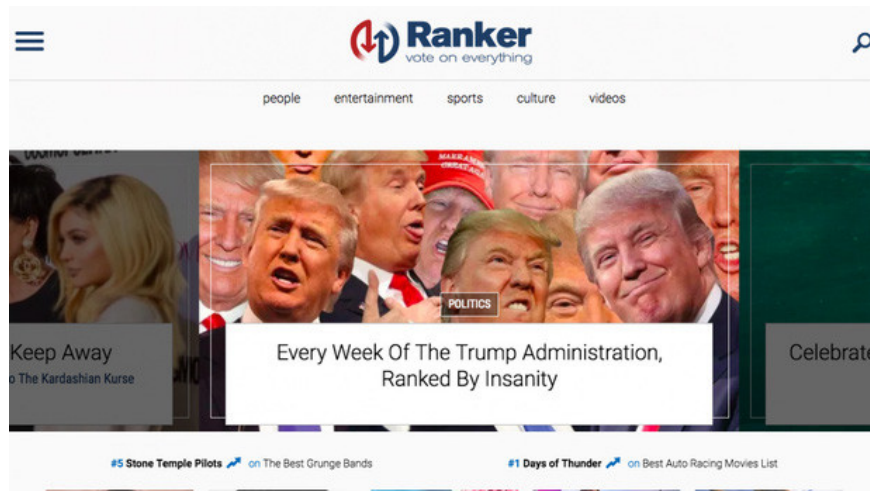 Ranker
vote on everything
people entertainment sports culture videos
POLITICS
Keep Away
o The Kardashian Kurse
Every Week Of The Trump Administration,
Ranked By Insanity
Celebrate
#5 Stone Temple Pilots on The Best Grunge Bands
#1 Days of Thunder on Best Auto Racing Movies List